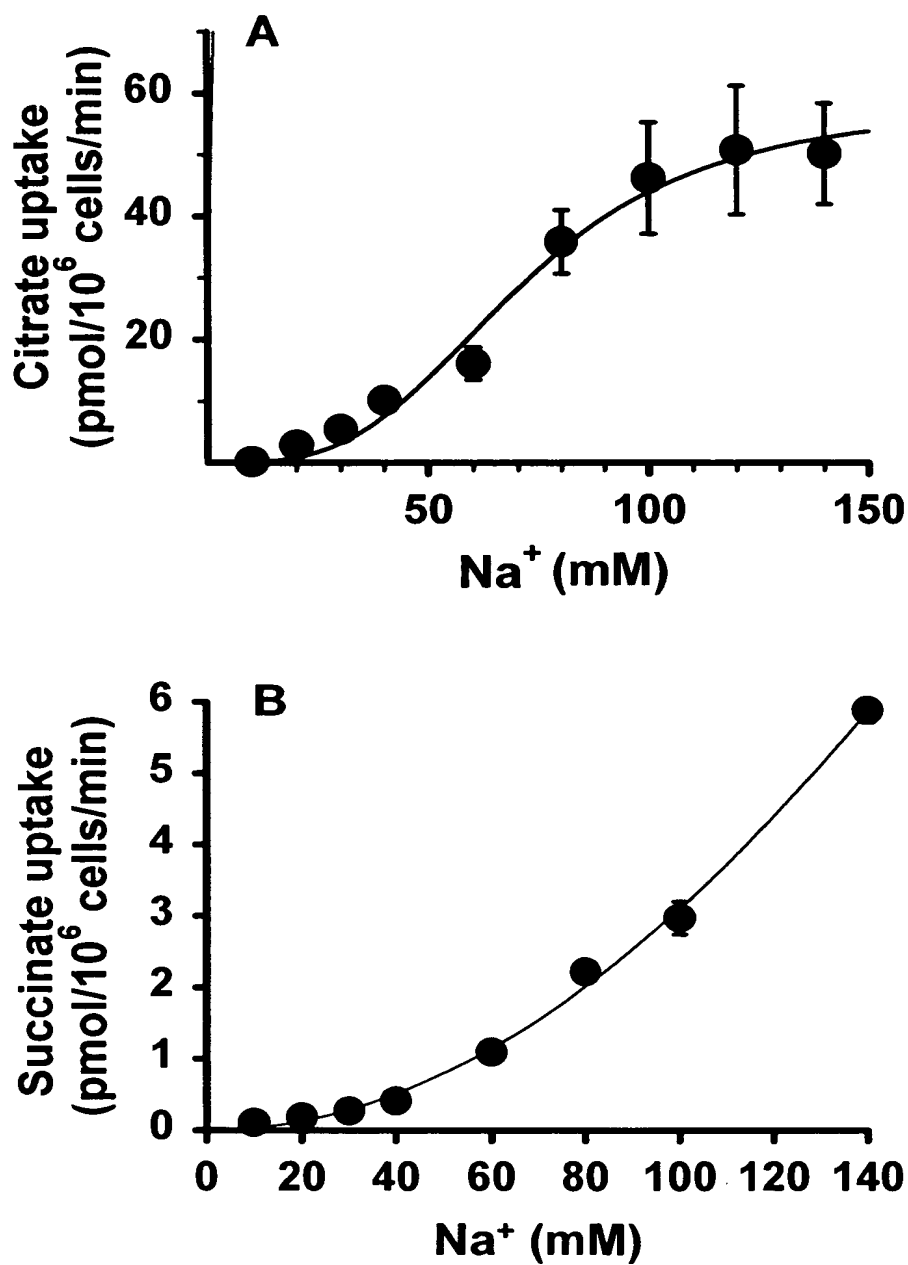 A
Citrate uptake
(pmol/10⁶ cells/min)
60
40
20
50
100
150
Na⁺ (mM)
B
Succinate uptake
(pmol/10⁶ cells/min)
6
5
4
3
2
1
0
0 20 40 60 80 100 120 140
Na⁺ (mM)